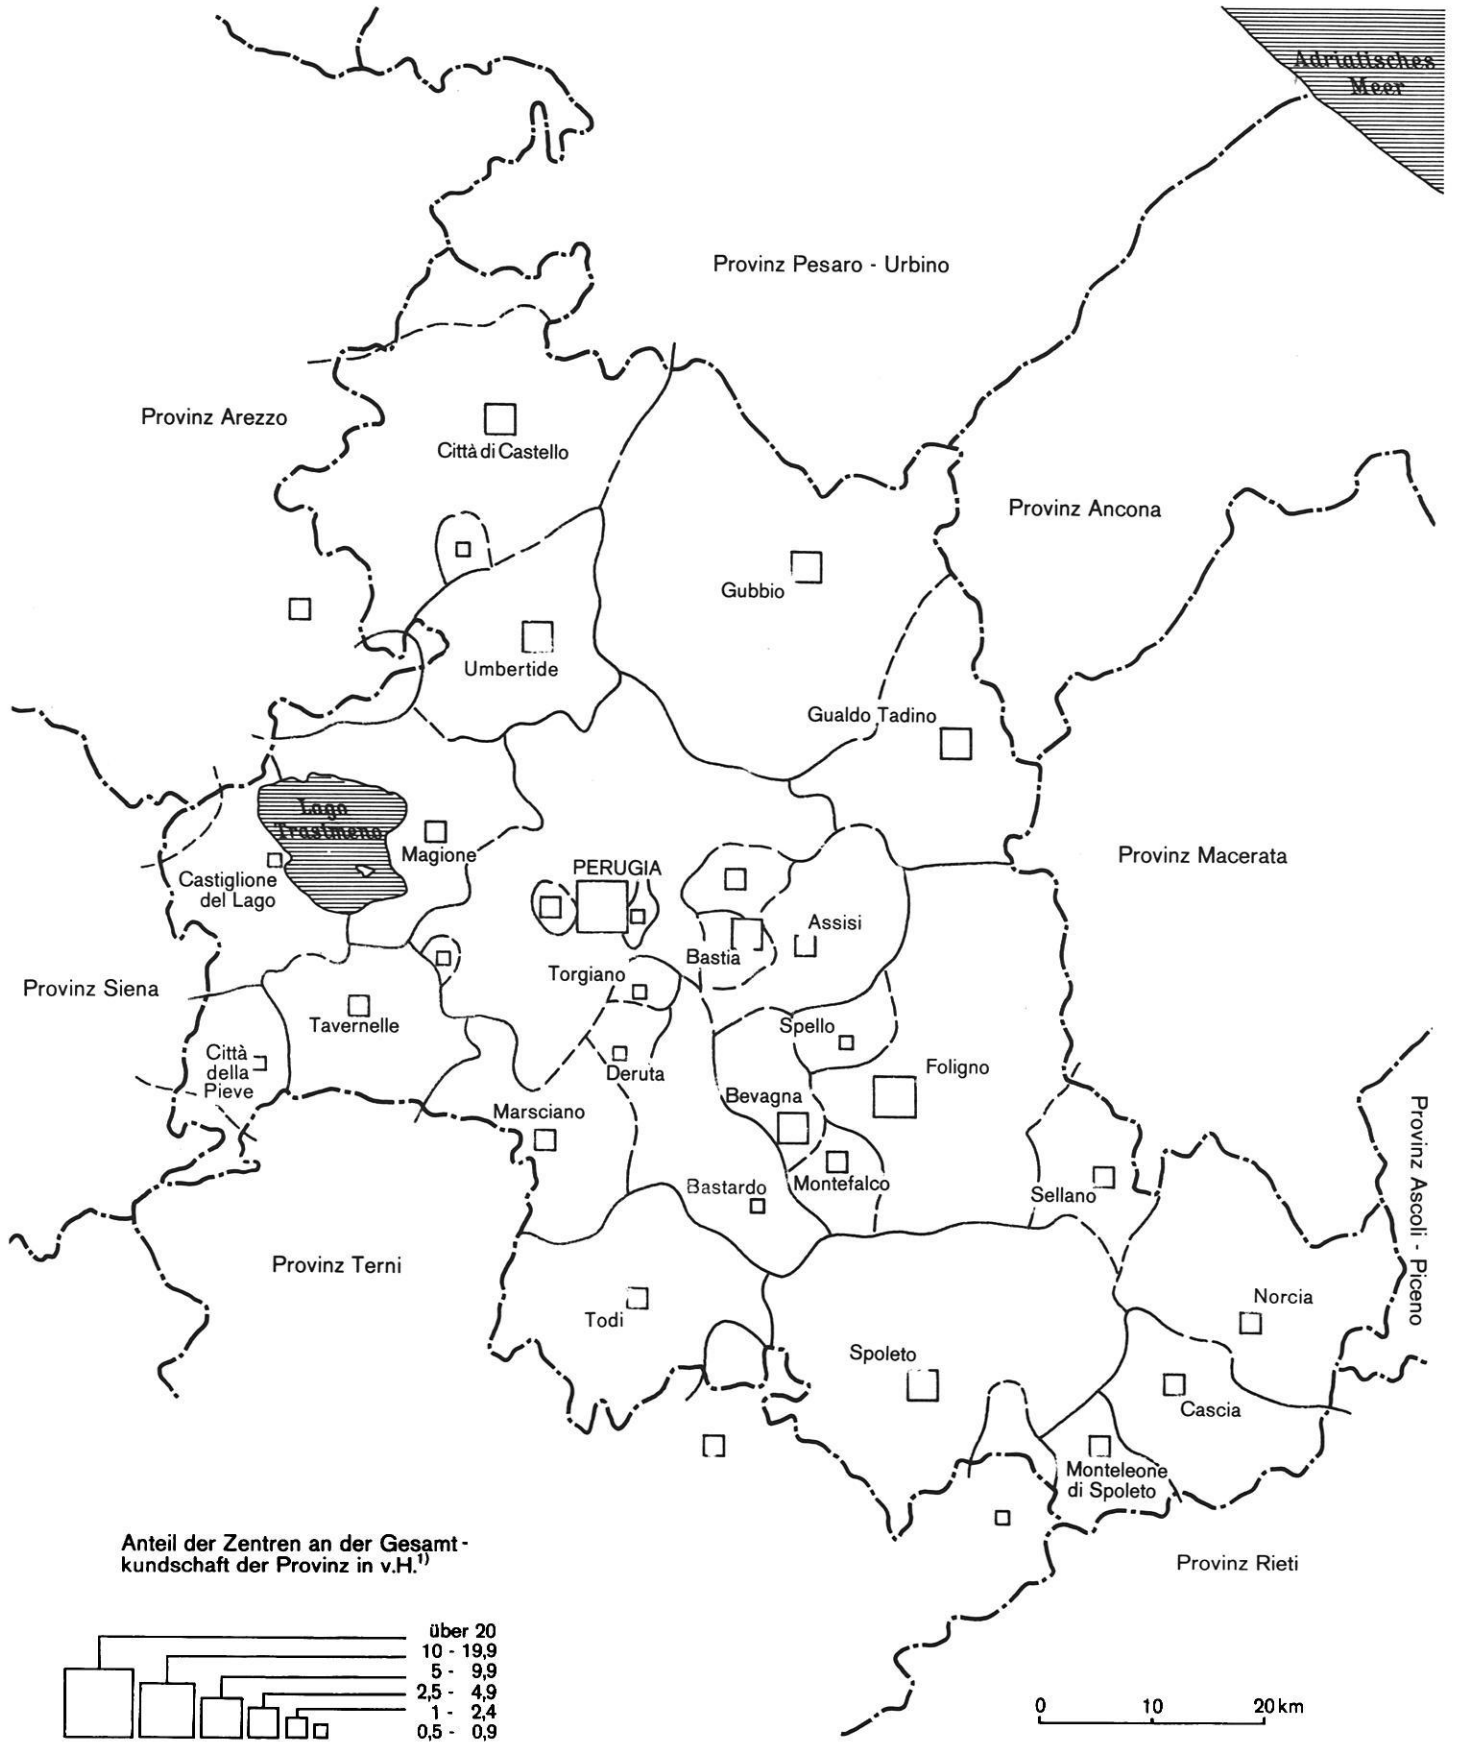 Adriatisches
Meer
Provinz Pesaro - Urbino
Provinz Arezzo
Città di Castello
Provinz Ancona
Gubbio
Umbertide
Gualdo Tadino
Lago
Trasimeno
Magione
Provinz Macerata
PERUGIA
Castiglione
del Lago
Assisi
Bastia
Torgiano
Provinz Siena
Tavernelle
Spello
Città
della
Pieve
Deruta
Foligno
Bevagna
Marsciano
Montefalco
Bastardo
Sellano
Provinz Ascoli - Piceno
Provinz Terni
Norcia
Todi
Spoleto
Cascia
Monteleone
di Spoleto
Provinz Rieti
Anteil der Zentren an der Gesamt-
kundschaft der Provinz in v.H.1)
über 20
10 - 19,9
5 - 9,9
2,5 - 4,9
1 - 2,4
0,5 - 0,9
0 10 20 km